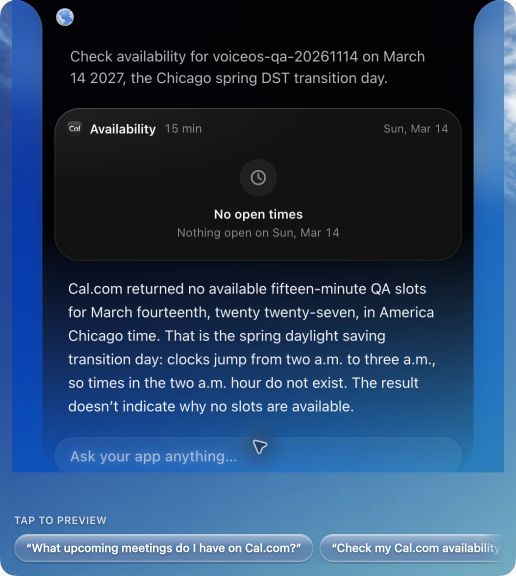 Check availability for voiceos-qa-20261114 on March
14 2027, the Chicago spring DST transition day.
Cal Availability 15 min Sun, Mar 14
No open times
Nothing open on Sun, Mar 14
Cal.com returned no available fifteen-minute QA slots
for March fourteenth, twenty twenty-seven, in America
Chicago time. That is the spring daylight saving
transition day: clocks jump from two a.m. to three a.m.,
so times in the two a.m. hour do not exist. The result
doesn’t indicate why no slots are available.
Ask your app anything...
TAP TO PREVIEW
“What upcoming meetings do I have on Cal.com?” “Check my Cal.com availability